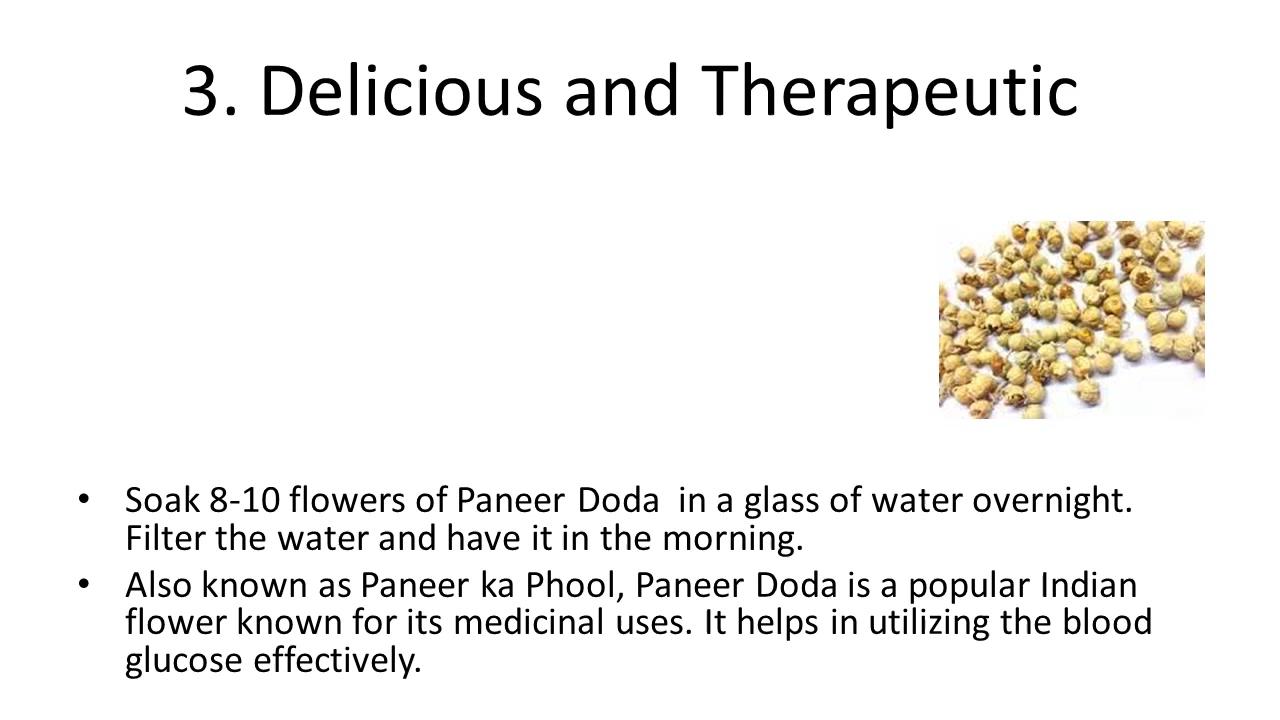 3. Delicious and Therapeutic
• Soak 8-10 flowers of Paneer Doda  in a glass of water overnight.
Filter the water and have it in the morning.
• Also known as Paneer ka Phool, Paneer Doda is a popular Indian
flower known for its medicinal uses. It helps in utilizing the blood
glucose effectively.